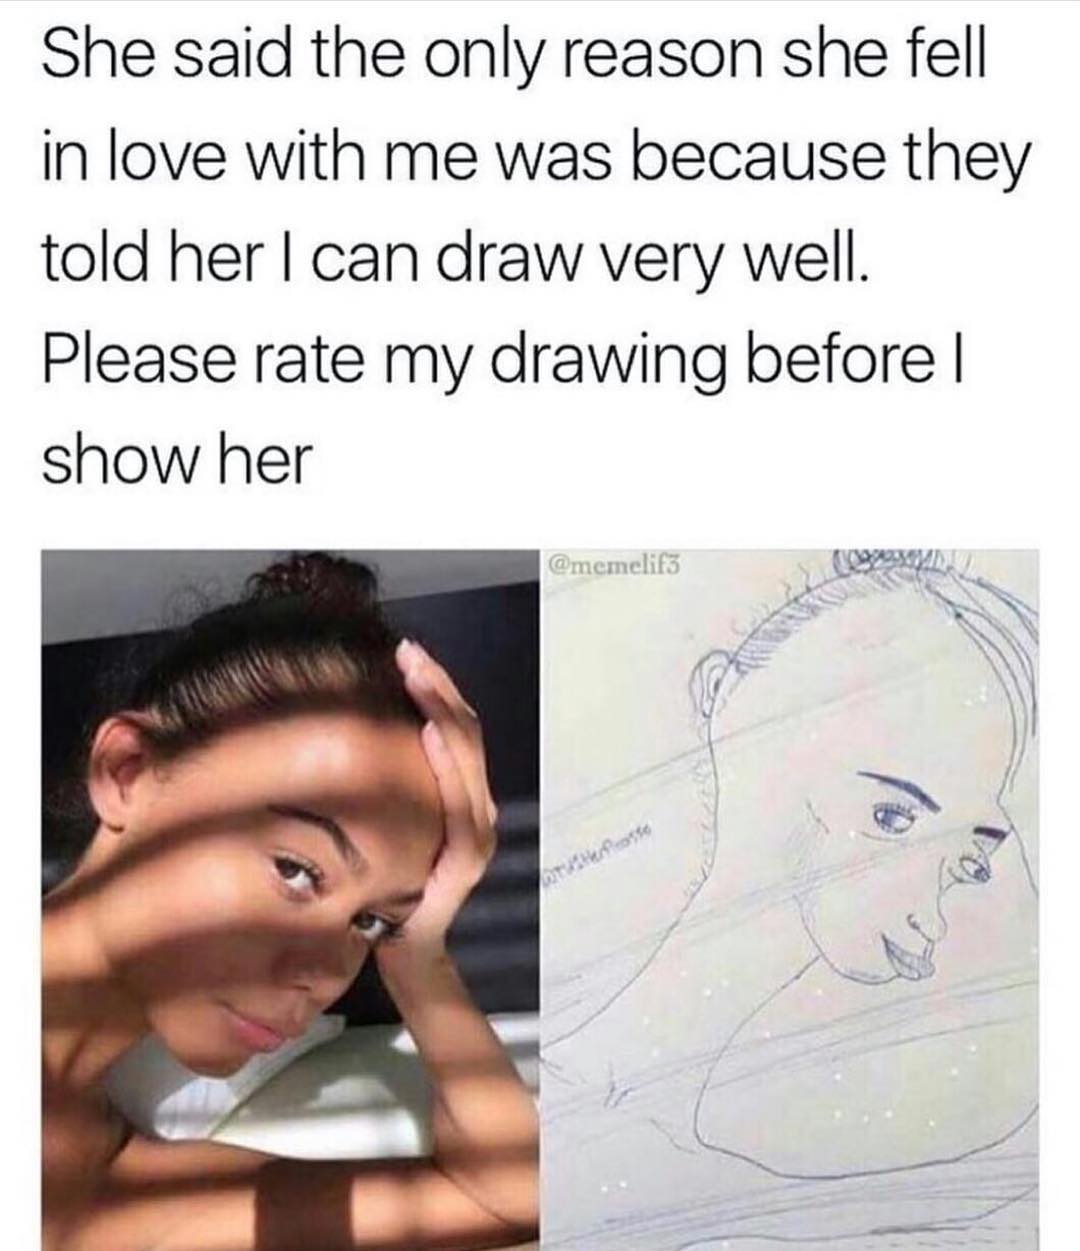 She said the only reason she fell
in love with me was because they
told her I can draw very well.
Please rate my drawing before I
show her
@memelif3